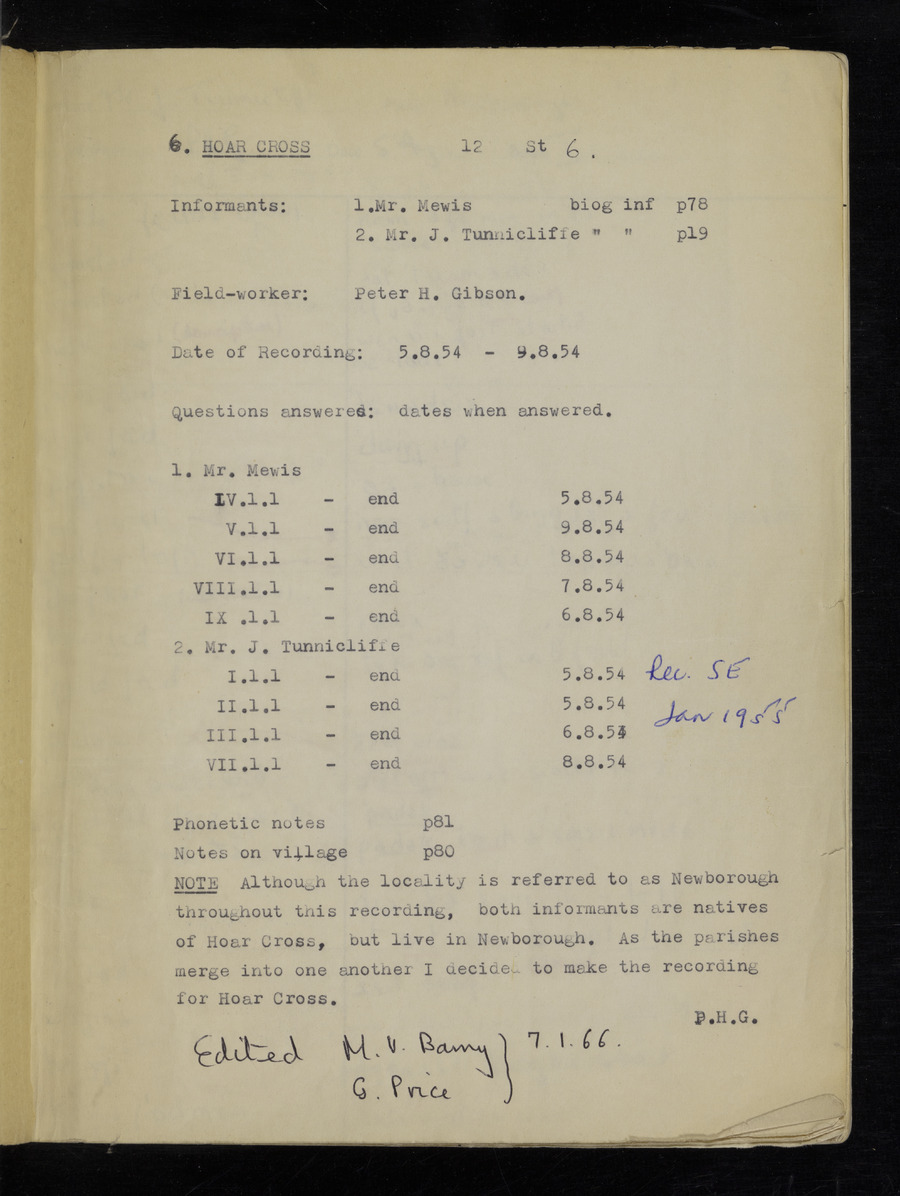 6. HOAR CROSS 12 St 6.
Informants: 1.Mr. Mewis biog inf p78
2. Mr. J. Tunnicliffe " " p19
Field-worker: Peter H. Gibson.
Date of Recording: 5.8.54 - 9.8.54
Questions answered: dates when answered.
1. Mr. Mewis
IV.1.1 - end 5.8.54
V.1.1 - end 9.8.54
VI.1.1 - end 8.8.54
VIII.1.1 - end 7.8.54
IX .1.1 - end 6.8.54
2. Mr. J. Tunnicliffe
I.1.1 - end 5.8.54 Rec. SE
II.1.1 - end 5.8.54 Jan 1955
III.1.1 - end 6.8.54
VII.1.1 - end 8.8.54
Phonetic notes p81
Notes on village p80
NOTE Although the locality is referred to as Newborough
throughout this recording, both informants are natives
of Hoar Cross, but live in Newborough. As the parishes
merge into one another I decided to make the recording
for Hoar Cross.
P.H.G.
Edited M.V. Barry } 7.1.66.
G. Price